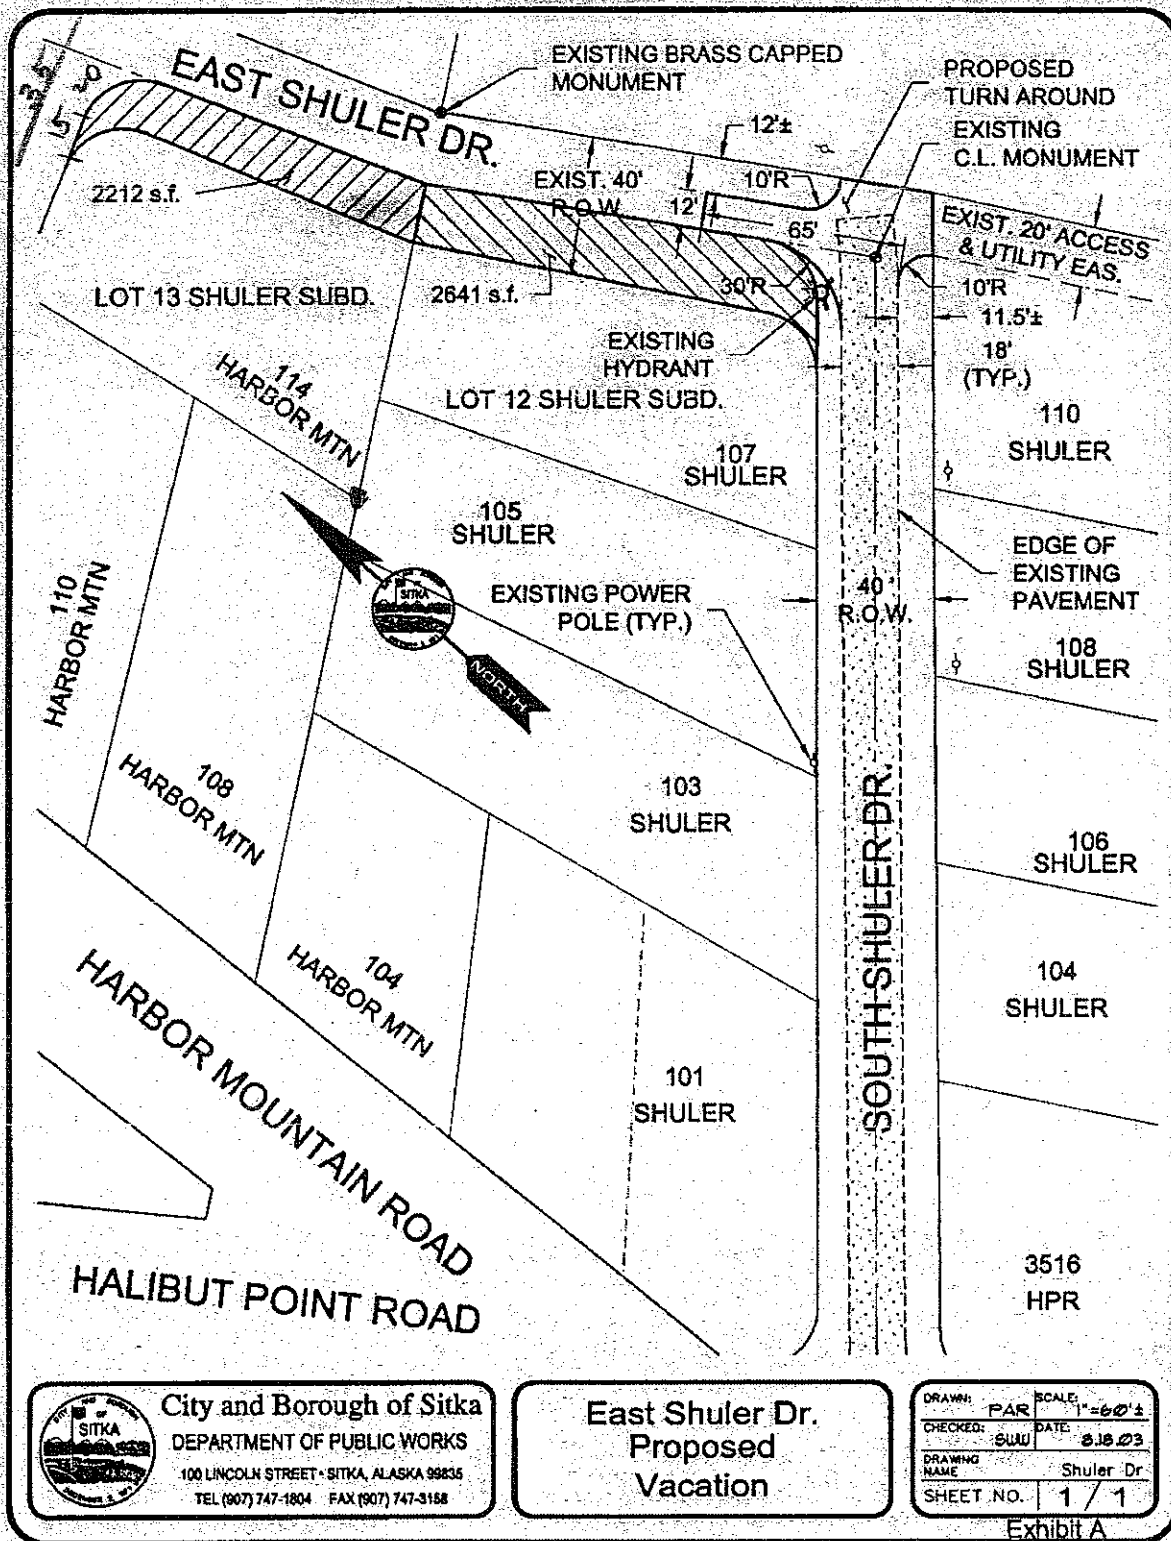 EXISTING BRASS CAPPED
MONUMENT
EAST SHULER DR.
PROPOSED
TURN AROUND
EXISTING
C.L. MONUMENT
12'±
2212 s.f.
EXIST. 40'
R.O.W.
10'R
12'
65'
EXIST. 20' ACCESS
& UTILITY EAS.
LOT 13 SHULER SUBD.
2641 s.f.
30'R
10'R
11.5'±
18'
(TYP.)
EXISTING
HYDRANT
LOT 12 SHULER SUBD.
114
HARBOR MTN
107
SHULER
110
SHULER
105
SHULER
EDGE OF
EXISTING
PAVEMENT
110
HARBOR MTN
SITKA
NORTH
EXISTING POWER
POLE (TYP.)
40'
R.O.W.
108
SHULER
108
HARBOR MTN
103
SHULER
106
SHULER
SOUTH SHULER DR.
104
HARBOR MTN
104
SHULER
101
SHULER
HARBOR MOUNTAIN ROAD
HALIBUT POINT ROAD
3516
HPR
SITKA
City and Borough of Sitka
DEPARTMENT OF PUBLIC WORKS
100 LINCOLN STREET • SITKA, ALASKA 99835
TEL (907) 747-1804 FAX (907) 747-3158
East Shuler Dr.
Proposed
Vacation
DRAWN: PAR SCALE: 1"=60'±
CHECKED: SWW DATE: 8.18.03
DRAWING
NAME Shuler Dr
SHEET NO. 1 / 1
Exhibit A